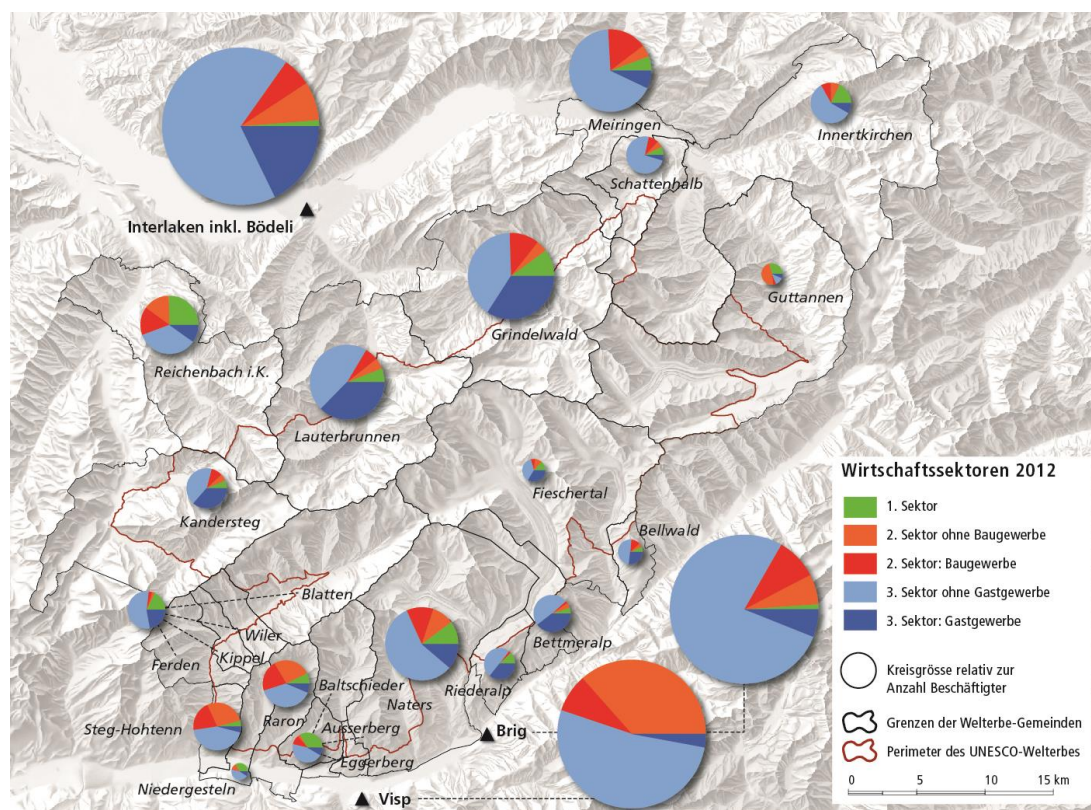 Meiringen
Innertkirchen
Schattenhalb
Interlaken inkl. Bödeli
Guttannen
Grindelwald
Reichenbach i.K.
Lauterbrunnen
Kandersteg
Fieschertal
Bellwald
Blatten
Wiler
Kippel
Ferden
Bettmeralp
Riederalp
Baltschieder
Naters
Raron
Ausserberg
Steg-Hohtenn
Eggerberg
Brig
Niedergesteln
Visp
Wirtschaftssektoren 2012
1. Sektor
2. Sektor ohne Baugewerbe
2. Sektor: Baugewerbe
3. Sektor ohne Gastgewerbe
3. Sektor: Gastgewerbe
Kreisgrösse relativ zur
Anzahl Beschäftigter
Grenzen der Welterbe-Gemeinden
Perimeter des UNESCO-Welterbes
0 5 10 15 km